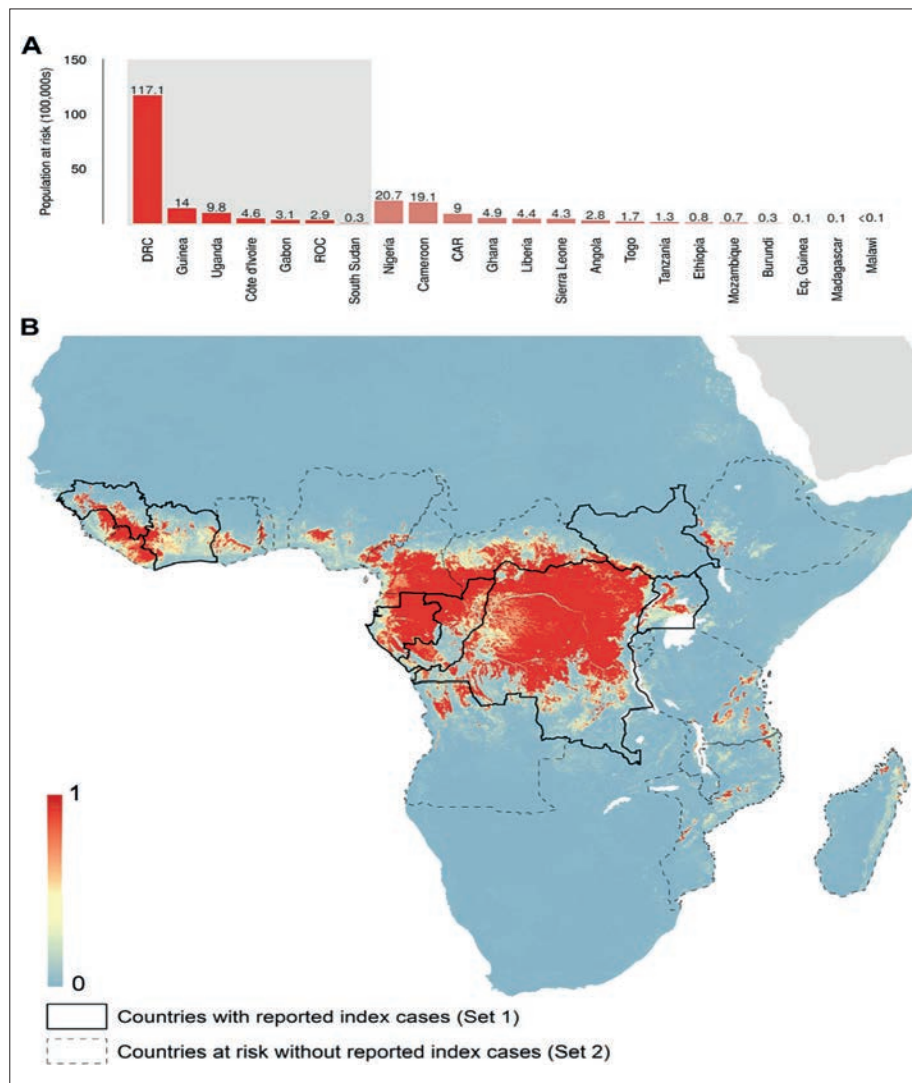 A
Population at risk (100,000s)
150
100
50
117.1
14
9.8
4.6
3.1
2.9
0.3
20.7
19.1
9
4.9
4.4
4.3
2.8
1.7
1.3
0.8
0.7
0.3
0.1
0.1
<0.1
DRC
Guinea
Uganda
Côte d'Ivoire
Gabon
ROC
South Sudan
Nigeria
Cameroon
CAR
Ghana
Liberia
Sierra Leone
Angola
Togo
Tanzania
Ethiopia
Mozambique
Burundi
Eq. Guinea
Madagascar
Malawi
B
1
0
Countries with reported index cases (Set 1)
Countries at risk without reported index cases (Set 2)